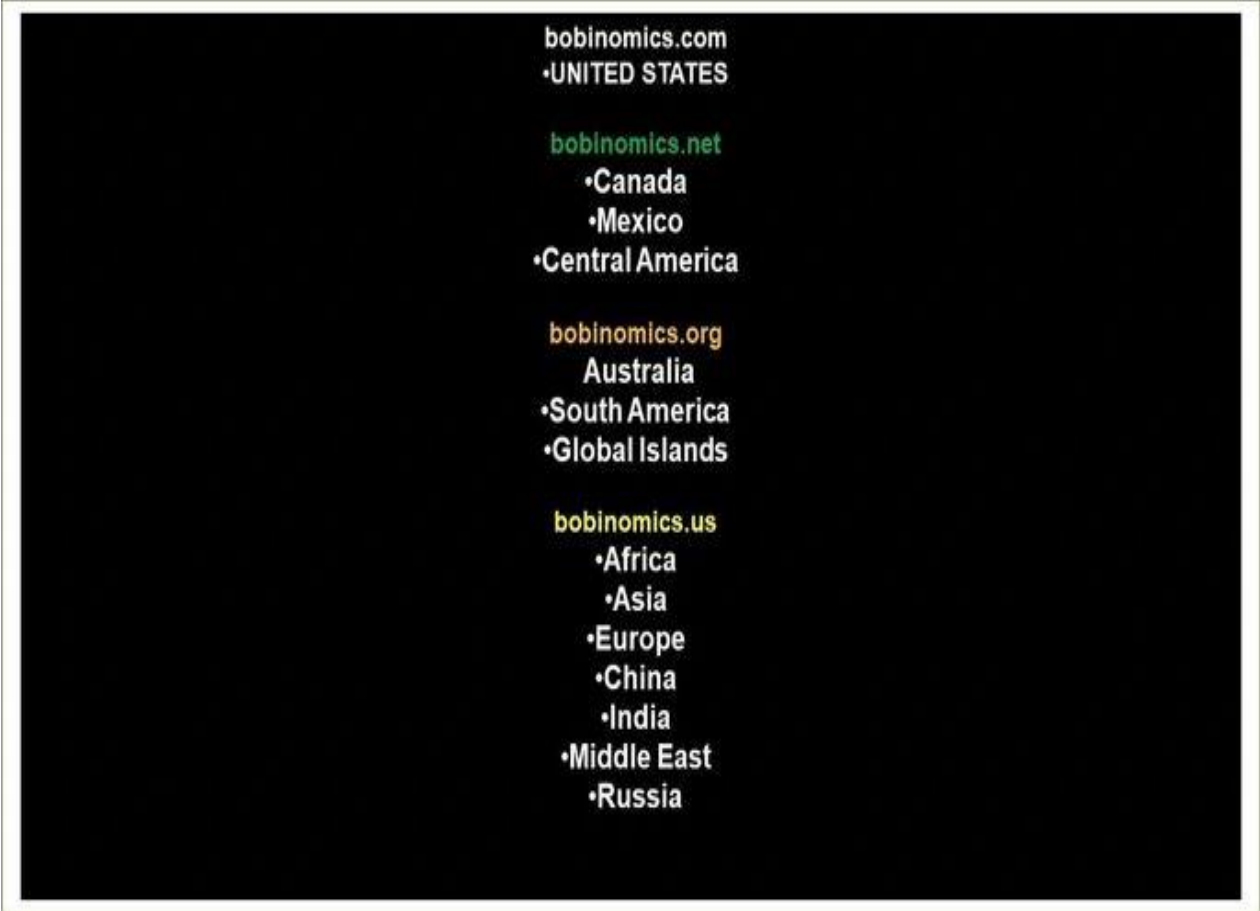 bobinomics.com
•UNITED STATES
bobinomics.net
•Canada
•Mexico
•Central America
bobinomics.org
Australia
•South America
•Global Islands
bobinomics.us
•Africa
•Asia
•Europe
•China
•India
•Middle East
•Russia